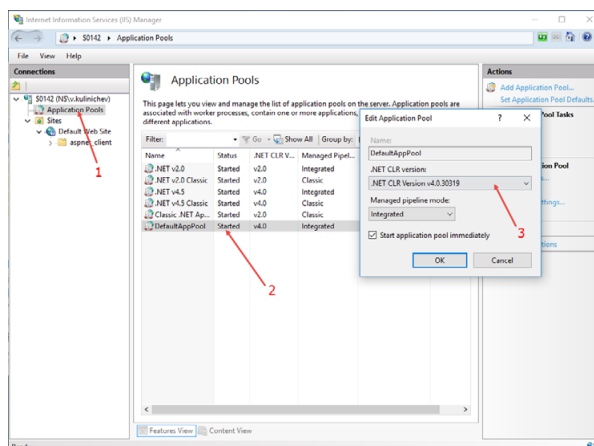 Internet Information Services (IIS) Manager
S0142 ▸ Application Pools
File View Help
Connections
S0142 (NS\v.kulinichev)
Application Pools
Sites
Default Web Site
aspnet_client
1
Application Pools
This page lets you view and manage the list of application pools on the server. Application pools are
associated with worker processes, contain one or more applications,
different applications.
Filter: Go Show All Group by:
Name Status .NET CLR V... Managed Pipel...
.NET v2.0 Started v2.0 Integrated
.NET v2.0 Classic Started v2.0 Classic
.NET v4.5 Started v4.0 Integrated
.NET v4.5 Classic Started v4.0 Classic
Classic .NET Ap... Started v2.0 Classic
DefaultAppPool Started v4.0 Integrated
2
Features View Content View
Edit Application Pool ? X
Name:
DefaultAppPool
.NET CLR version:
.NET CLR Version v4.0.30319
Managed pipeline mode:
Integrated
Start application pool immediately
3
OK Cancel
Actions
Add Application Pool...
Set Application Pool Defaults...
Pool Tasks